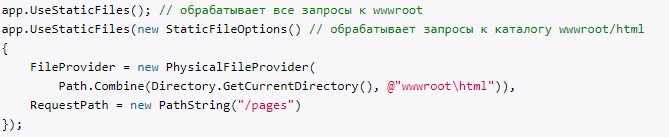 app.UseStaticFiles(); // обрабатывает все запросы к wwwroot
app.UseStaticFiles(new StaticFileOptions() // обрабатывает запросы к каталогу wwwroot/html
{
    FileProvider = new PhysicalFileProvider(
        Path.Combine(Directory.GetCurrentDirectory(), @"wwwroot\html")),
    RequestPath = new PathString("/pages")
});